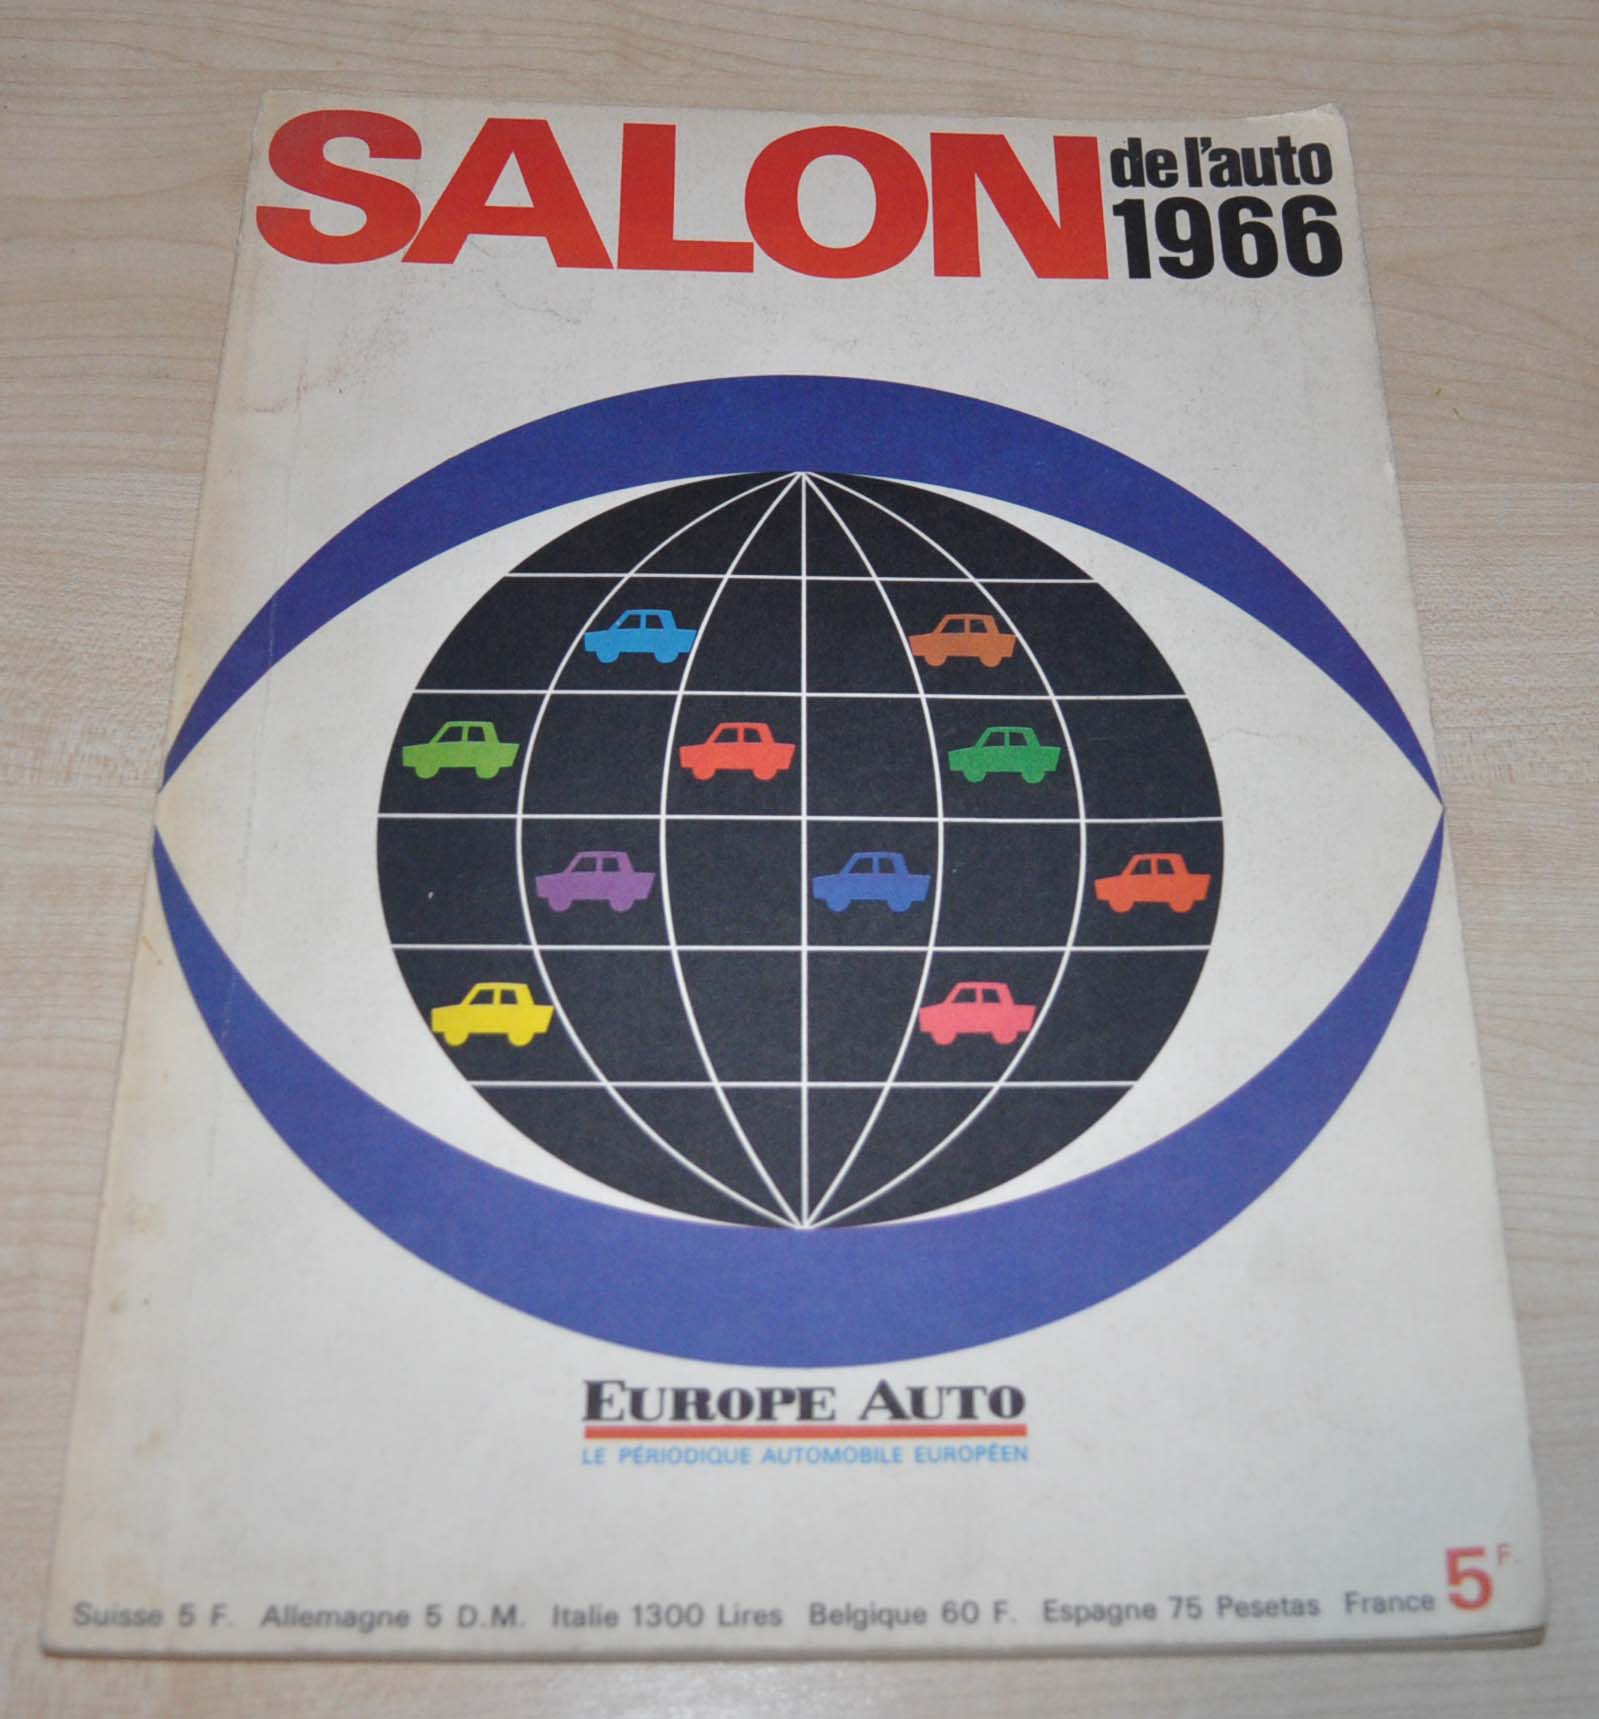 SALON
de l'auto
1966
EUROPE AUTO
LE PÉRIODIQUE AUTOMOBILE EUROPÉEN
Suisse 5 F. Allemagne 5 D.M. Italie 1300 Lires Belgique 60 F. Espagne 75 Pesetas France 5 F.